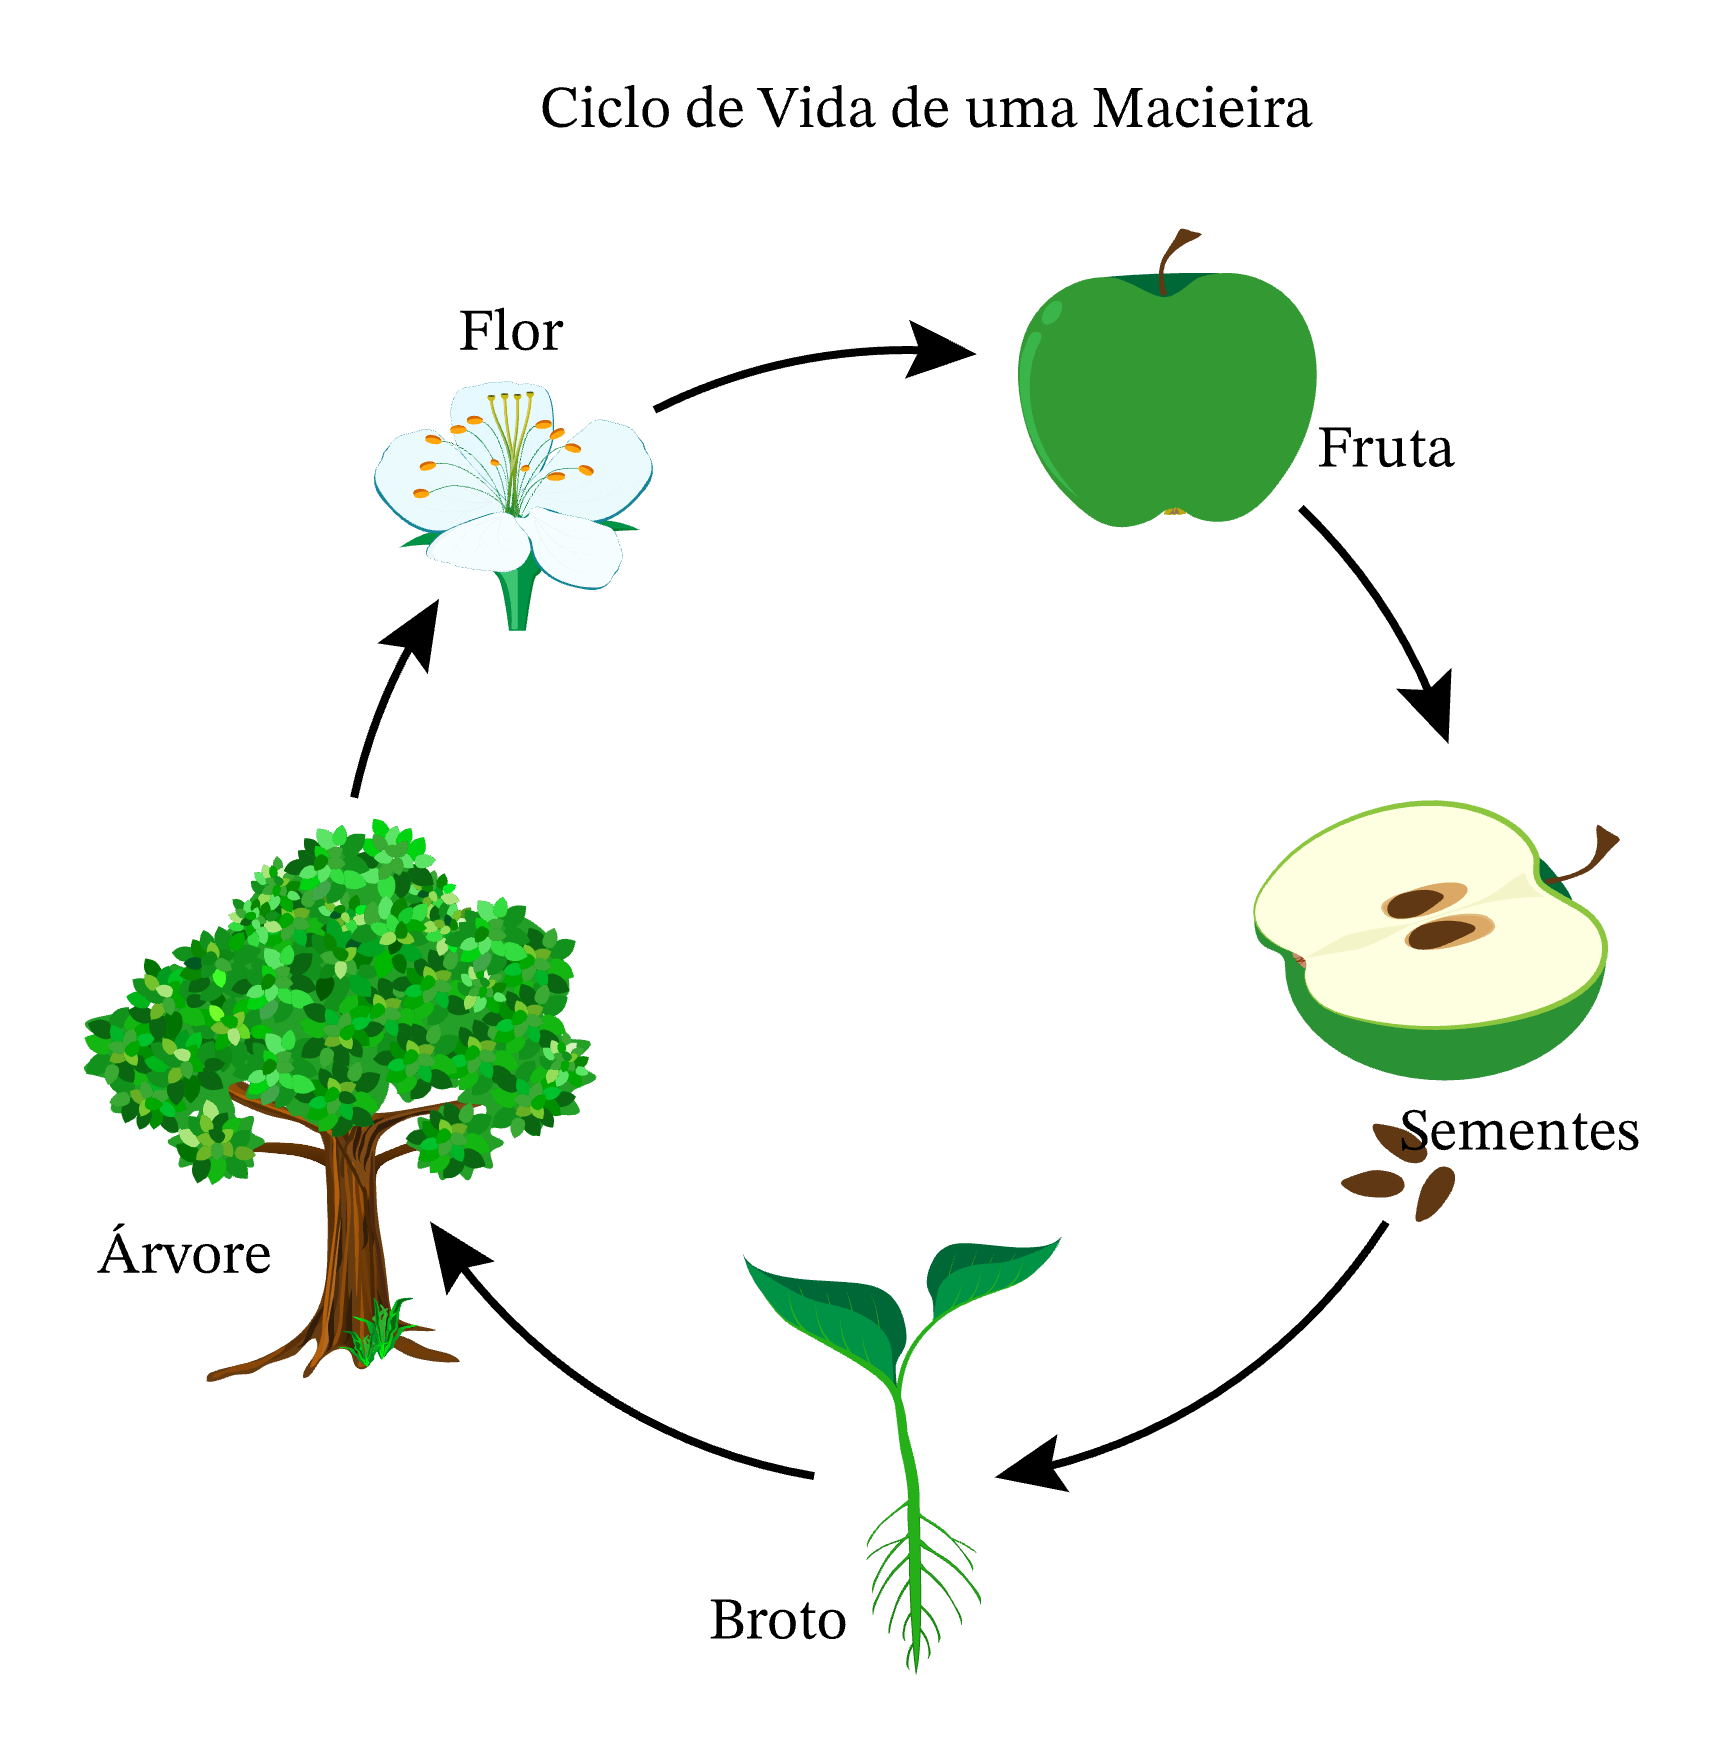 Ciclo de Vida de uma Macieira
Flor
Fruta
Sementes
Árvore
Broto